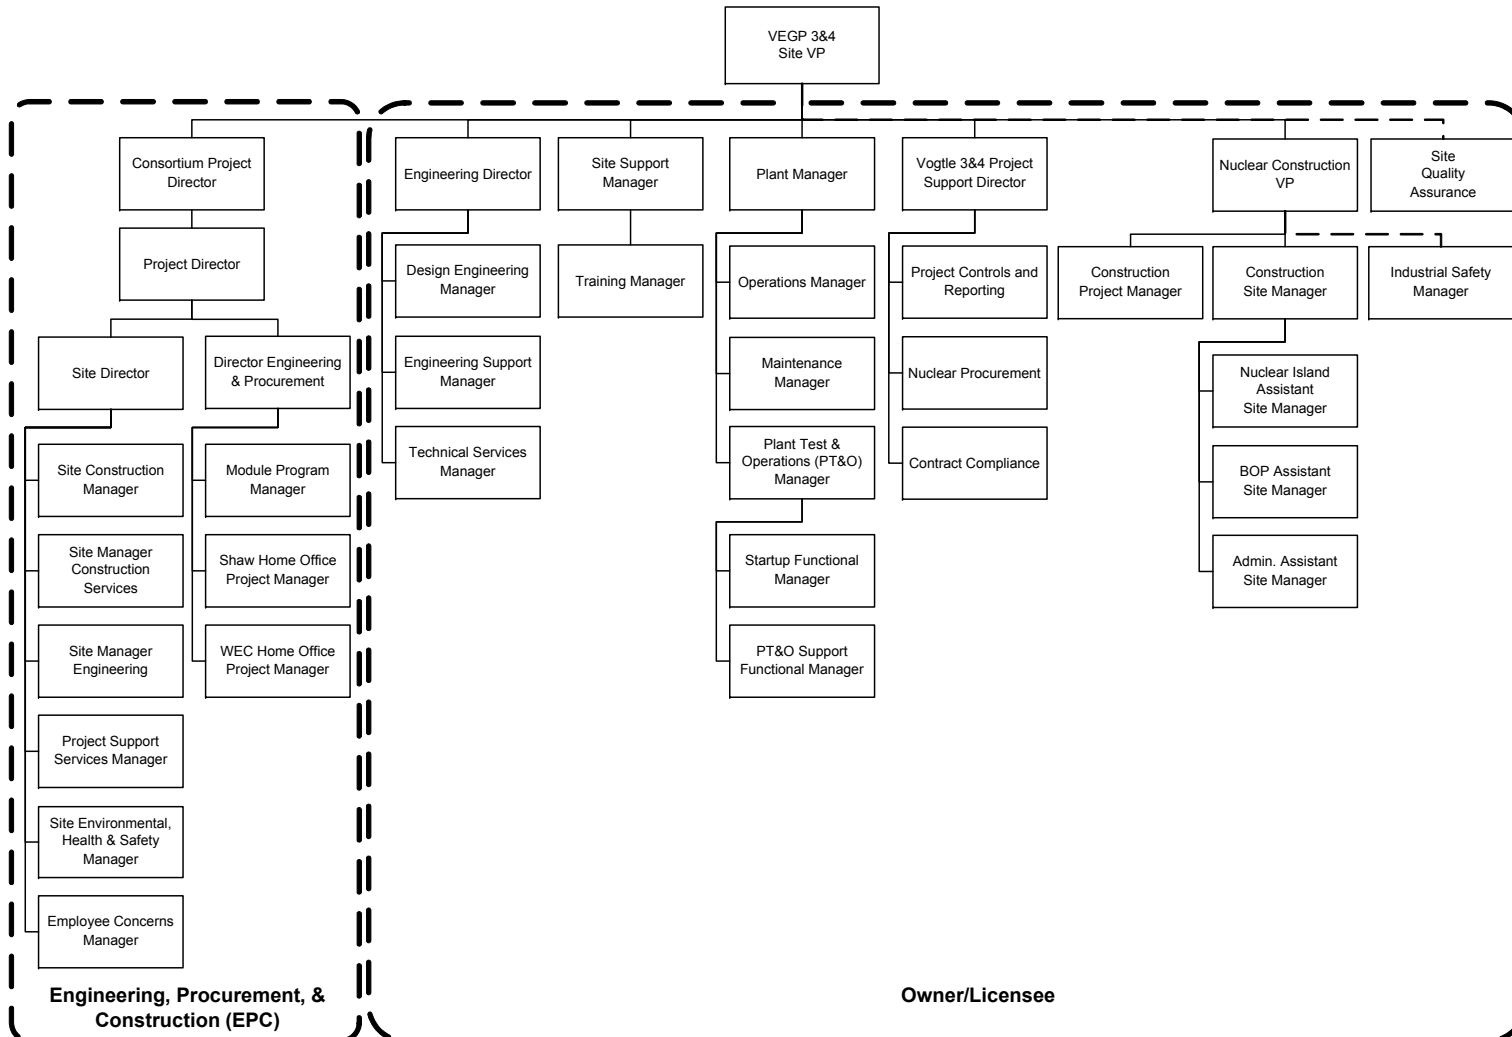 VEGP 3&4
Site VP
Consortium Project
Director
Engineering Director
Site Support
Manager
Plant Manager
Vogtle 3&4 Project
Support Director
Nuclear Construction
VP
Site
Quality
Assurance
Project Director
Design Engineering
Manager
Training Manager
Operations Manager
Project Controls and
Reporting
Construction
Project Manager
Construction
Site Manager
Industrial Safety
Manager
Site Director
Director Engineering
& Procurement
Engineering Support
Manager
Maintenance
Manager
Nuclear Procurement
Nuclear Island
Assistant
Site Manager
Site Construction
Manager
Module Program
Manager
Technical Services
Manager
Plant Test &
Operations (PT&O)
Manager
Contract Compliance
BOP Assistant
Site Manager
Site Manager
Construction
Services
Shaw Home Office
Project Manager
Startup Functional
Manager
Admin. Assistant
Site Manager
Site Manager
Engineering
WEC Home Office
Project Manager
PT&O Support
Functional Manager
Project Support
Services Manager
Site Environmental,
Health & Safety
Manager
Employee Concerns
Manager
Engineering, Procurement, &
Construction (EPC)
Owner/Licensee